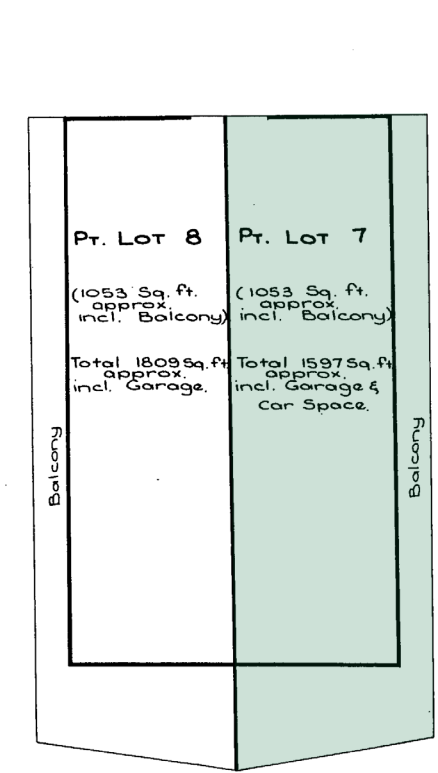 PT. LOT 8
(1053 Sq. ft.
approx.
incl. Balcony)
Total 1809 Sq. ft
approx.
incl. Garage.
PT. LOT 7
(1053 Sq. ft.
approx.
incl. Balcony)
Total 1597 Sq. ft
approx.
incl. Garage &
Car Space.
Balcony
Balcony